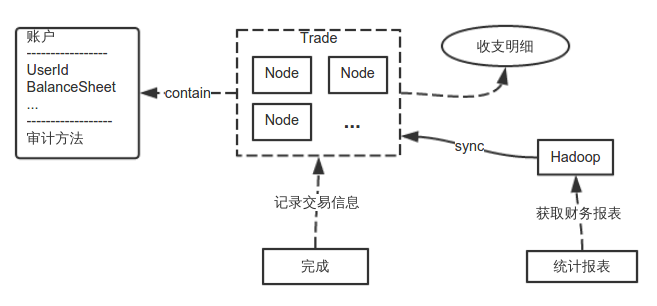 账户
-----------------
UserId
BalanceSheet
...
------------------
审计方法
contain
Trade
Node
Node
Node
...
收支明细
sync
Hadoop
记录交易信息
获取财务报表
完成
统计报表